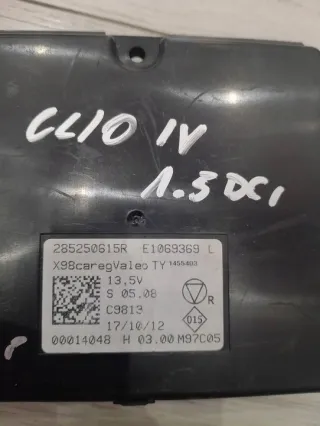 CLIO IV
1.5 DCI
285250615R E1069369 L
X98caregValeo TY 1455403
13,5V
S 05.08
R
C9813
D15
17/10/12
00014048 H 03.00 M97C05